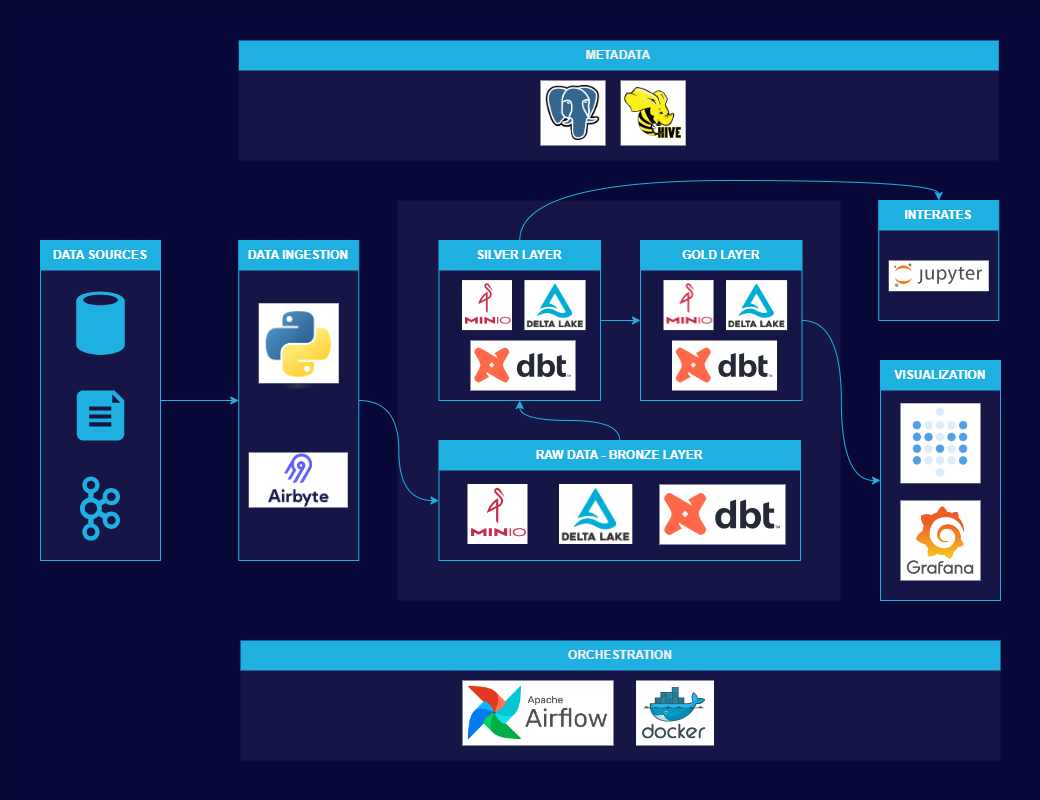 METADATA
HIVE
DATA SOURCES
DATA INGESTION
Airbyte
SILVER LAYER
MINIO
DELTA LAKE
dbt
GOLD LAYER
MINIO
DELTA LAKE
dbt
RAW DATA - BRONZE LAYER
MINIO
DELTA LAKE
dbt
INTERATES
jupyter
VISUALIZATION
Grafana
ORCHESTRATION
Apache
Airflow
docker